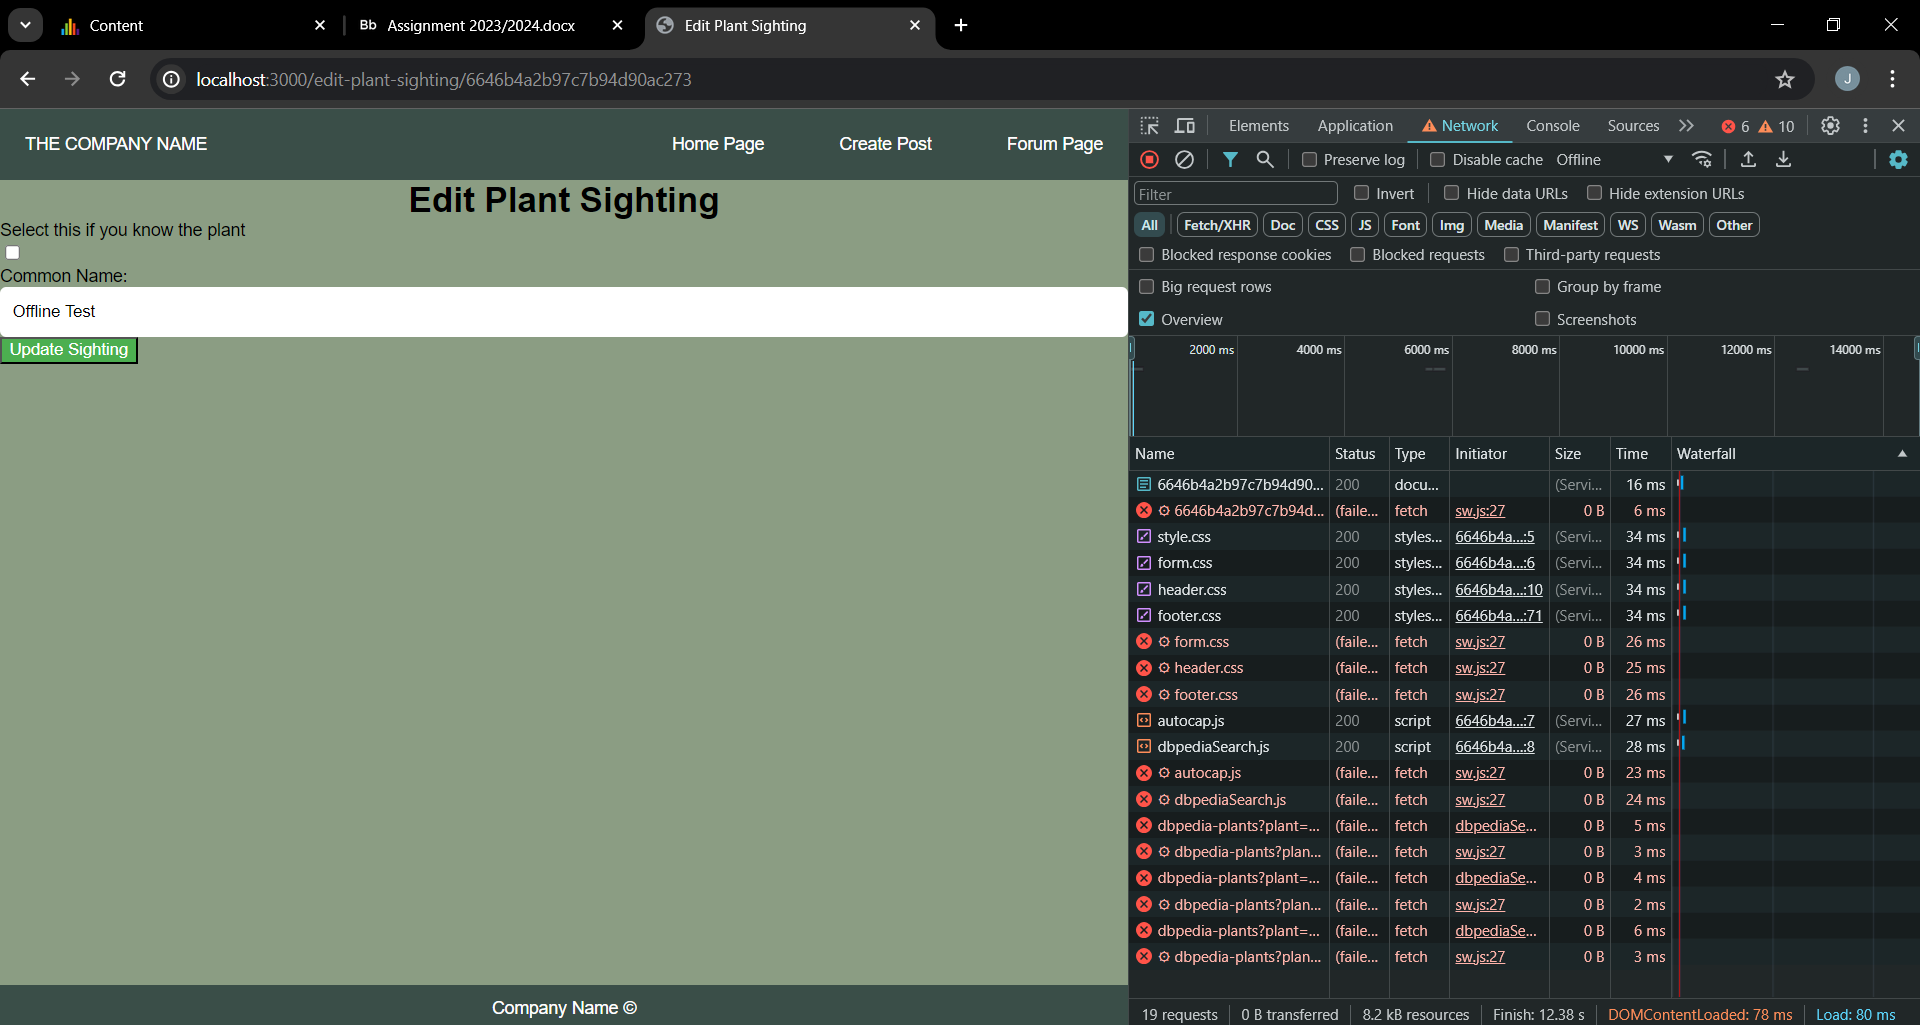 Content
Bb Assignment 2023/2024.docx
Edit Plant Sighting
localhost:3000/edit-plant-sighting/6646b4a2b97c7b94d90ac273
J
THE COMPANY NAME
Home Page
Create Post
Forum Page
Edit Plant Sighting
Select this if you know the plant
Common Name:
Offline Test
Update Sighting
Company Name ©
Elements Application Network Console Sources 6 10
Preserve log Disable cache Offline
Filter Invert Hide data URLs Hide extension URLs
All Fetch/XHR Doc CSS JS Font Img Media Manifest WS Wasm Other
Blocked response cookies Blocked requests Third-party requests
Big request rows Group by frame
Overview Screenshots
2000 ms 4000 ms 6000 ms 8000 ms 10000 ms 12000 ms 14000 ms
Name Status Type Initiator Size Time Waterfall
6646b4a2b97c7b94d90... 200 docu... (Servi... 16 ms
6646b4a2b97c7b94d... (faile... fetch sw.js:27 0 B 6 ms
style.css 200 styles... 6646b4a...:5 (Servi... 34 ms
form.css 200 styles... 6646b4a...:6 (Servi... 34 ms
header.css 200 styles... 6646b4a...:10 (Servi... 34 ms
footer.css 200 styles... 6646b4a...:71 (Servi... 34 ms
form.css (faile... fetch sw.js:27 0 B 26 ms
header.css (faile... fetch sw.js:27 0 B 25 ms
footer.css (faile... fetch sw.js:27 0 B 26 ms
autocap.js 200 script 6646b4a...:7 (Servi... 27 ms
dbpediaSearch.js 200 script 6646b4a...:8 (Servi... 28 ms
autocap.js (faile... fetch sw.js:27 0 B 23 ms
dbpediaSearch.js (faile... fetch sw.js:27 0 B 24 ms
dbpedia-plants?plant=... (faile... fetch dbpediaSe... 0 B 5 ms
dbpedia-plants?plan... (faile... fetch sw.js:27 0 B 3 ms
dbpedia-plants?plant=... (faile... fetch dbpediaSe... 0 B 4 ms
dbpedia-plants?plan... (faile... fetch sw.js:27 0 B 2 ms
dbpedia-plants?plant=... (faile... fetch dbpediaSe... 0 B 6 ms
dbpedia-plants?plan... (faile... fetch sw.js:27 0 B 3 ms
19 requests 0 B transferred 8.2 kB resources Finish: 12.38 s DOMContentLoaded: 78 ms Load: 80 ms